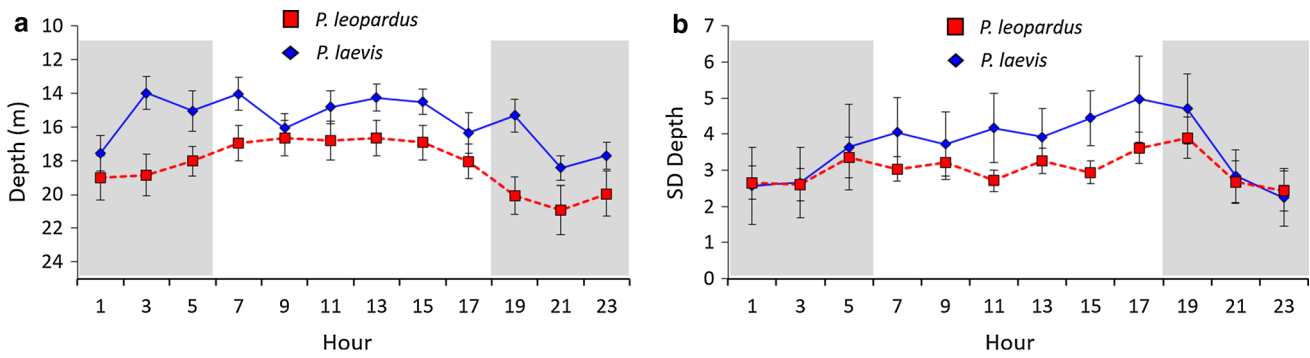 a
P. leopardus
P. laevis
Depth (m)
10
12
14
16
18
20
22
24
1 3 5 7 9 11 13 15 17 19 21 23
Hour
b
P. leopardus
P. laevis
SD Depth
7
6
5
4
3
2
1
0
1 3 5 7 9 11 13 15 17 19 21 23
Hour